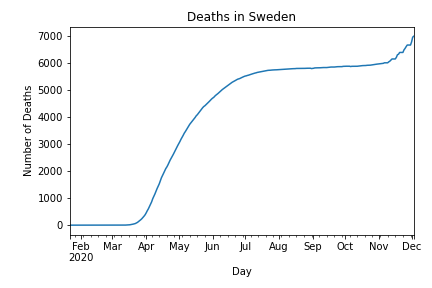 Deaths in Sweden
Number of Deaths
7000
6000
5000
4000
3000
2000
1000
0
Feb Mar Apr May Jun Jul Aug Sep Oct Nov Dec
2020
Day